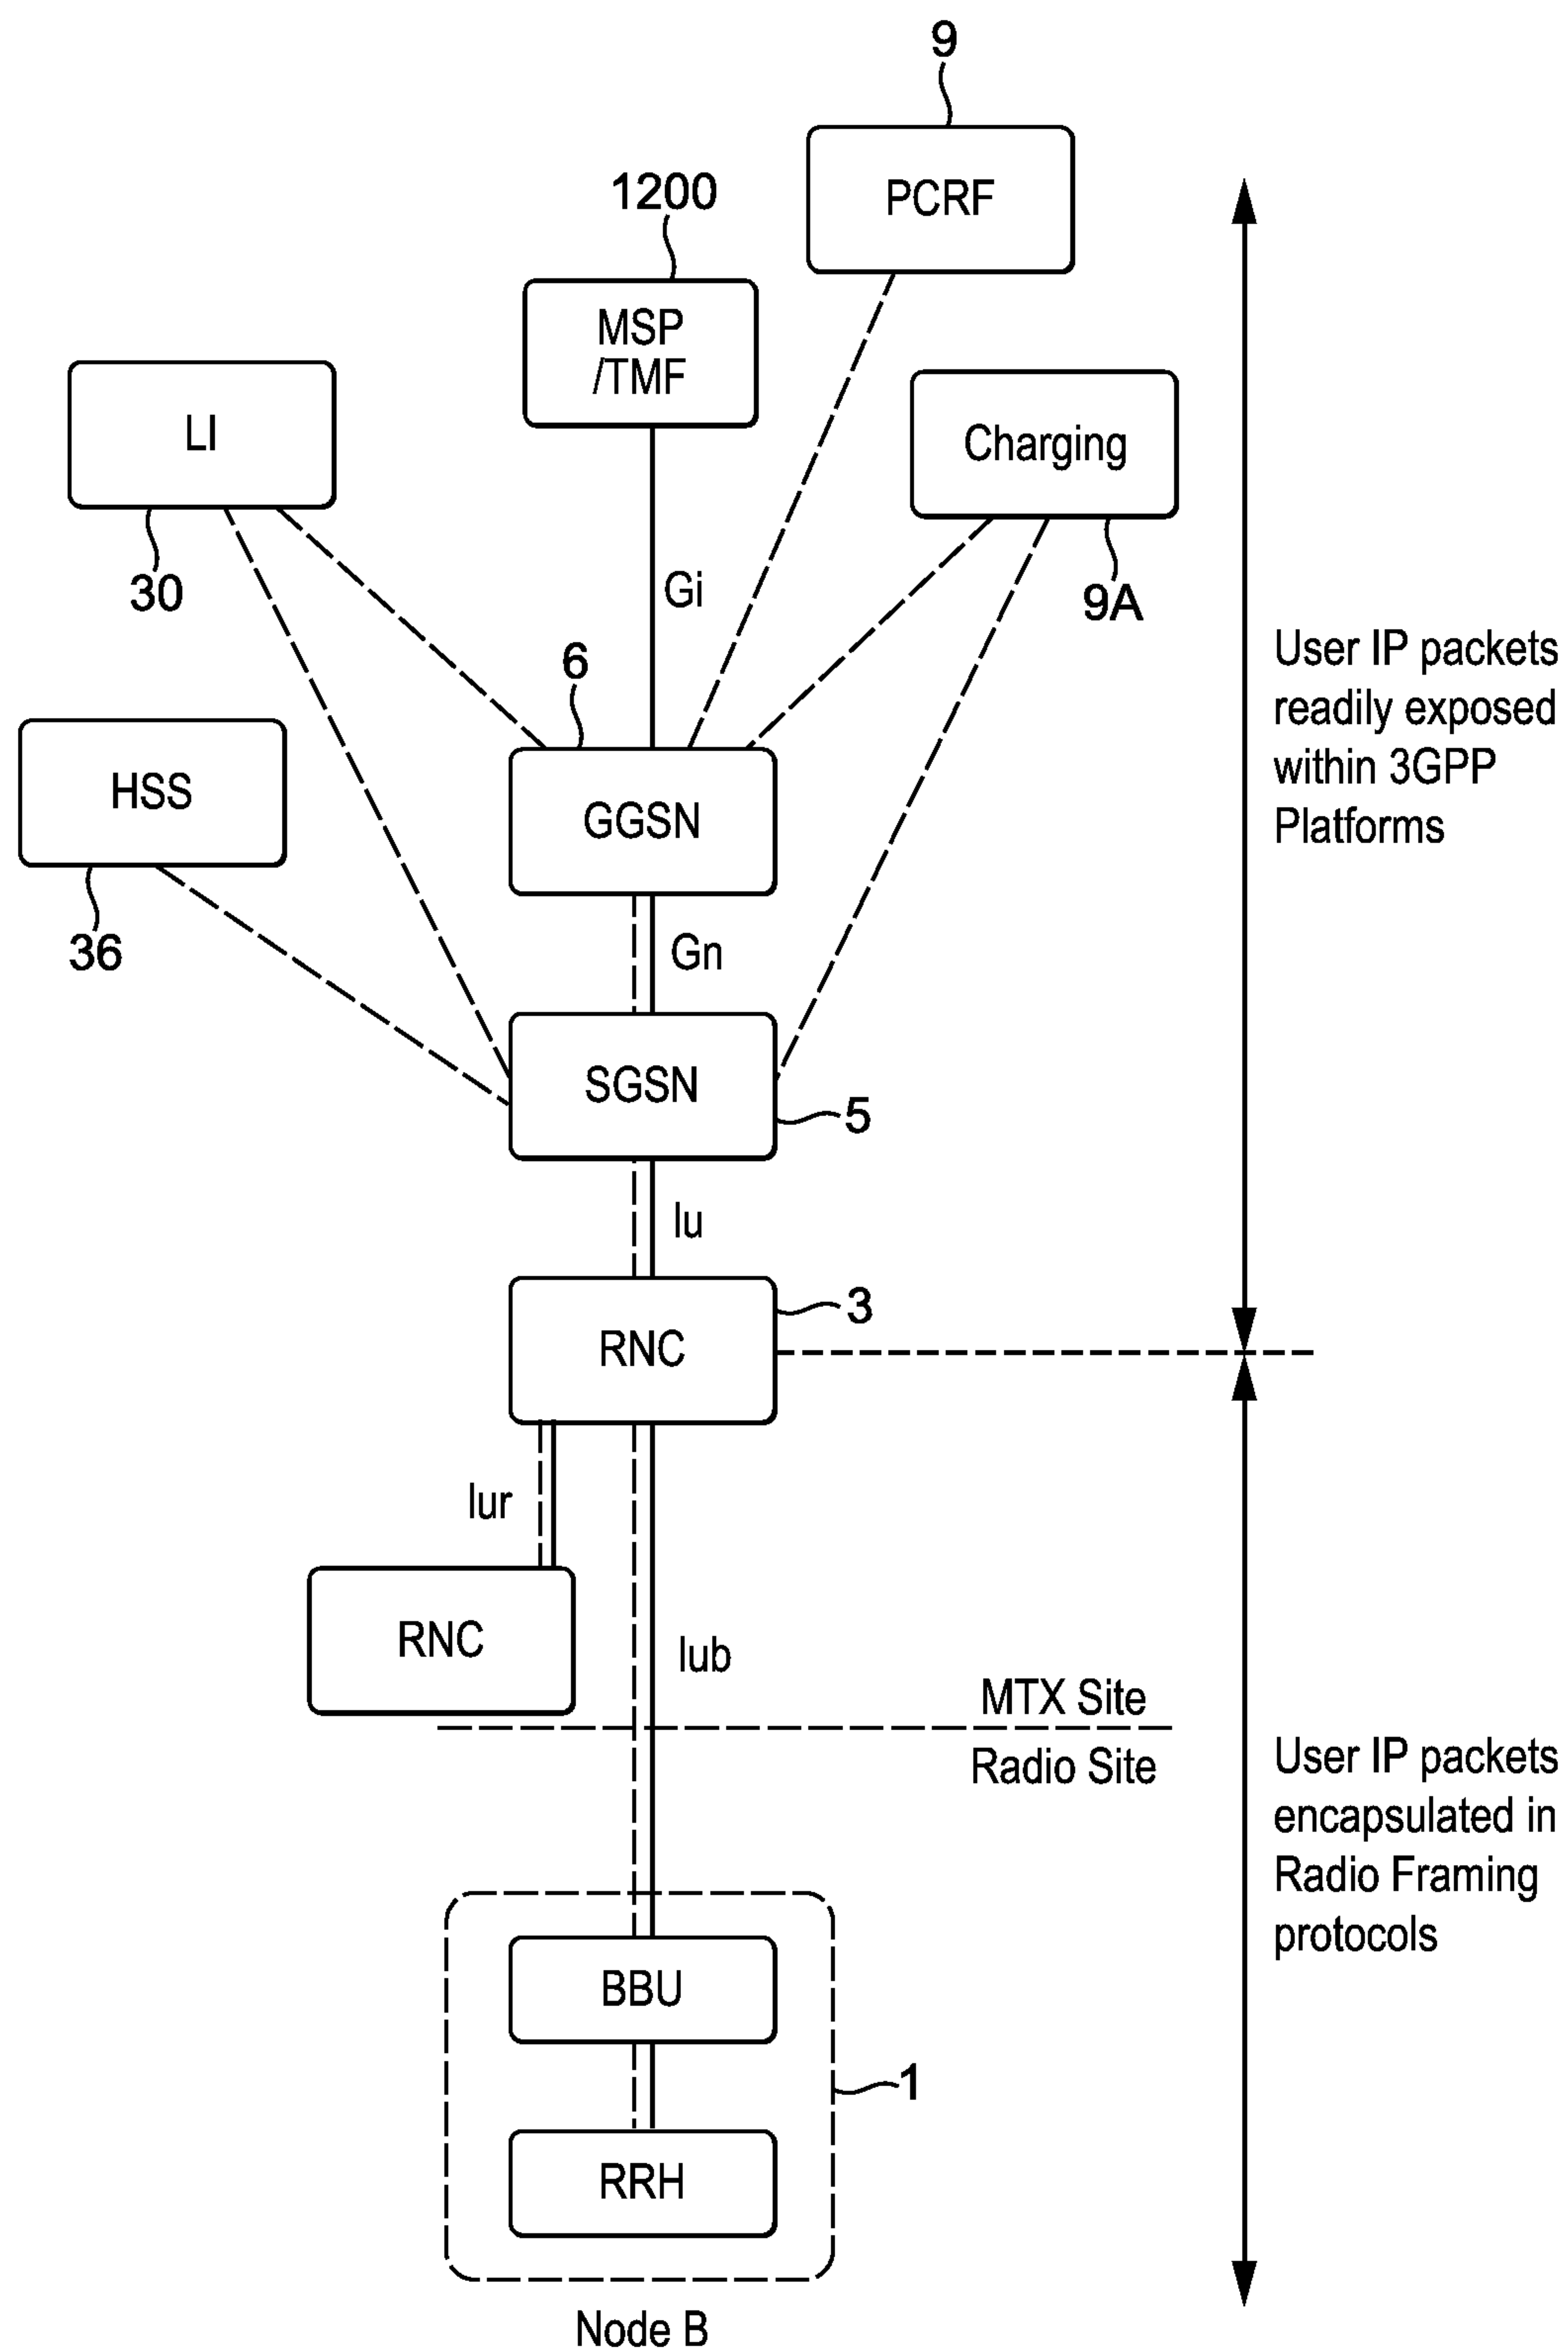 9
PCRF
1200
MSP
/TMF
LI
Charging
30
9A
Gi
6
User IP packets
readily exposed
within 3GPP
Platforms
HSS
GGSN
36
Gn
SGSN
5
Iu
3
RNC
Iur
RNC
Iub
MTX Site
Radio Site
User IP packets
encapsulated in
Radio Framing
protocols
BBU
1
RRH
Node B